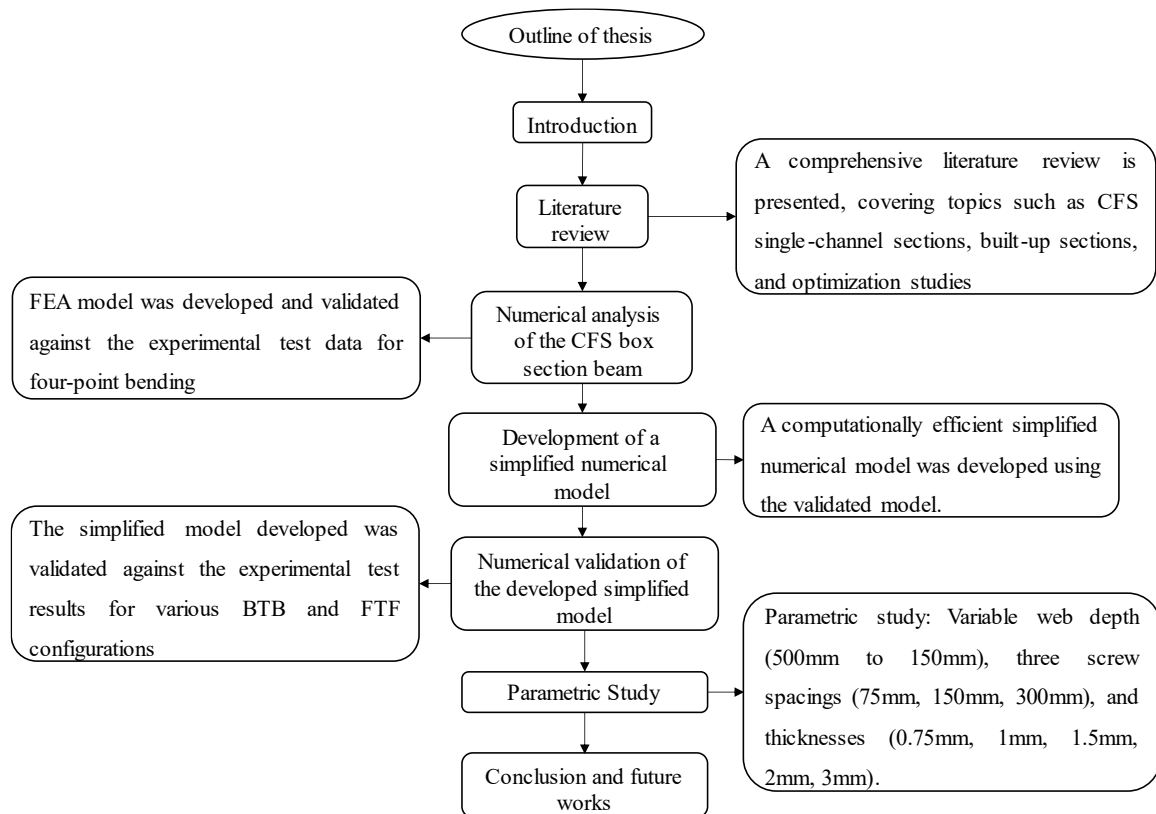 Outline of thesis
Introduction
Literature
review
A comprehensive literature review is
presented, covering topics such as CFS
single-channel sections, built-up sections,
and optimization studies
Numerical analysis
of the CFS box
section beam
FEA model was developed and validated
against the experimental test data for
four-point bending
Development of a
simplified numerical
model
A computationally efficient simplified
numerical model was developed using
the validated model.
Numerical validation of
the developed simplified
model
The simplified model developed was
validated against the experimental test
results for various BTB and FTF
configurations
Parametric Study
Parametric study: Variable web depth
(500mm to 150mm), three screw
spacings (75mm, 150mm, 300mm), and
thicknesses (0.75mm, 1mm, 1.5mm,
2mm, 3mm).
Conclusion and future
works